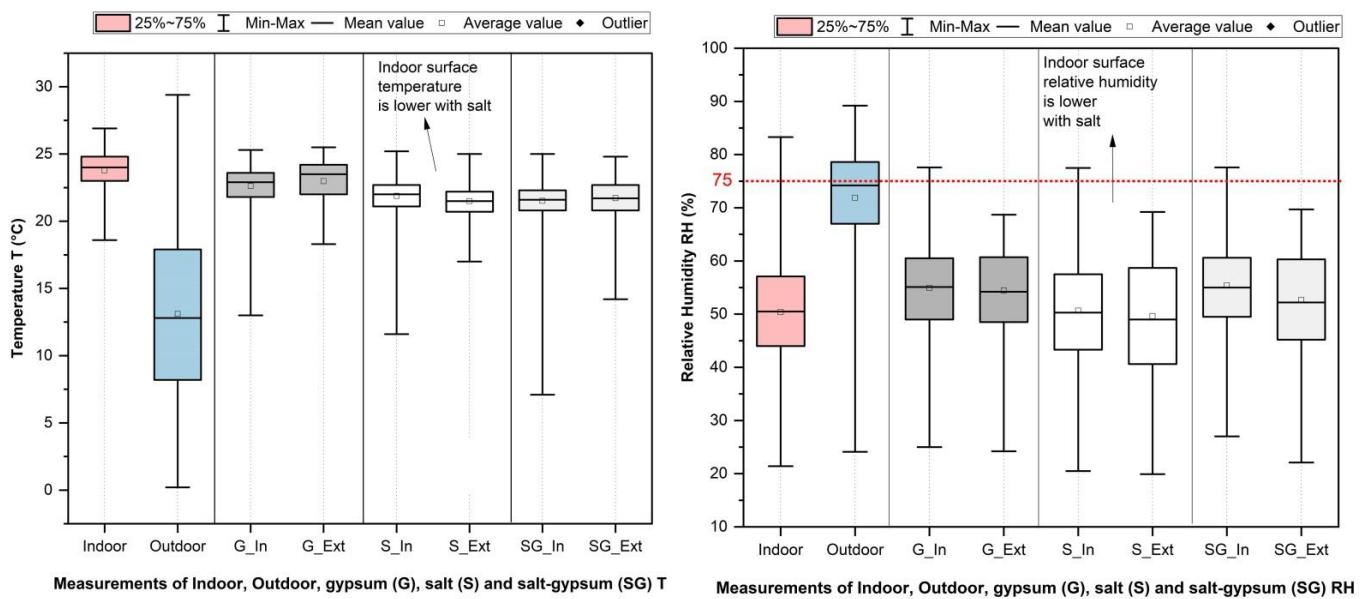 25%~75% Min-Max Mean value Average value Outlier
Indoor surface
temperature
is lower with salt
Temperature T (°C)
30
25
20
15
10
5
0
Indoor Outdoor G_In G_Ext S_In S_Ext SG_In SG_Ext
Measurements of Indoor, Outdoor, gypsum (G), salt (S) and salt-gypsum (SG) T
25%~75% Min-Max Mean value Average value Outlier
Indoor surface
relative humidity
is lower
with salt
Relative Humidity RH (%)
100
90
80
75
70
60
50
40
30
20
10
Indoor Outdoor G_In G_Ext S_In S_Ext SG_In SG_Ext
Measurements of Indoor, Outdoor, gypsum (G), salt (S) and salt-gypsum (SG) RH